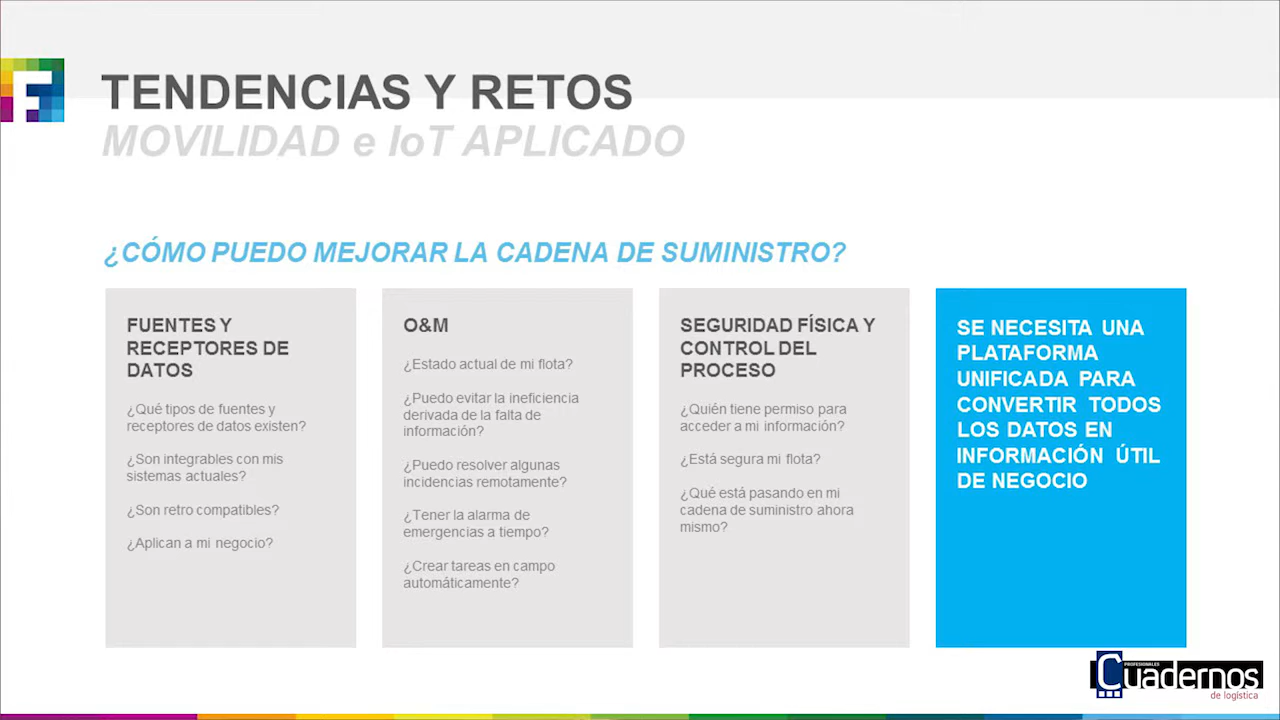 F
TENDENCIAS Y RETOS
MOVILIDAD e IoT APLICADO
¿CÓMO PUEDO MEJORAR LA CADENA DE SUMINISTRO?
FUENTES Y
RECEPTORES DE
DATOS
¿Qué tipos de fuentes y
receptores de datos existen?
¿Son integrables con mis
sistemas actuales?
¿Son retro compatibles?
¿Aplican a mi negocio?
O&M
¿Estado actual de mi flota?
¿Puedo evitar la ineficiencia
derivada de la falta de
información?
¿Puedo resolver algunas
incidencias remotamente?
¿Tener la alarma de
emergencias a tiempo?
¿Crear tareas en campo
automáticamente?
SEGURIDAD FÍSICA Y
CONTROL DEL
PROCESO
¿Quién tiene permiso para
acceder a mi información?
¿Está segura mi flota?
¿Qué está pasando en mi
cadena de suministro ahora
mismo?
SE NECESITA UNA
PLATAFORMA
UNIFICADA PARA
CONVERTIR TODOS
LOS DATOS EN
INFORMACIÓN ÚTIL
DE NEGOCIO
PROFESIONALES
Cuadernos
de logística